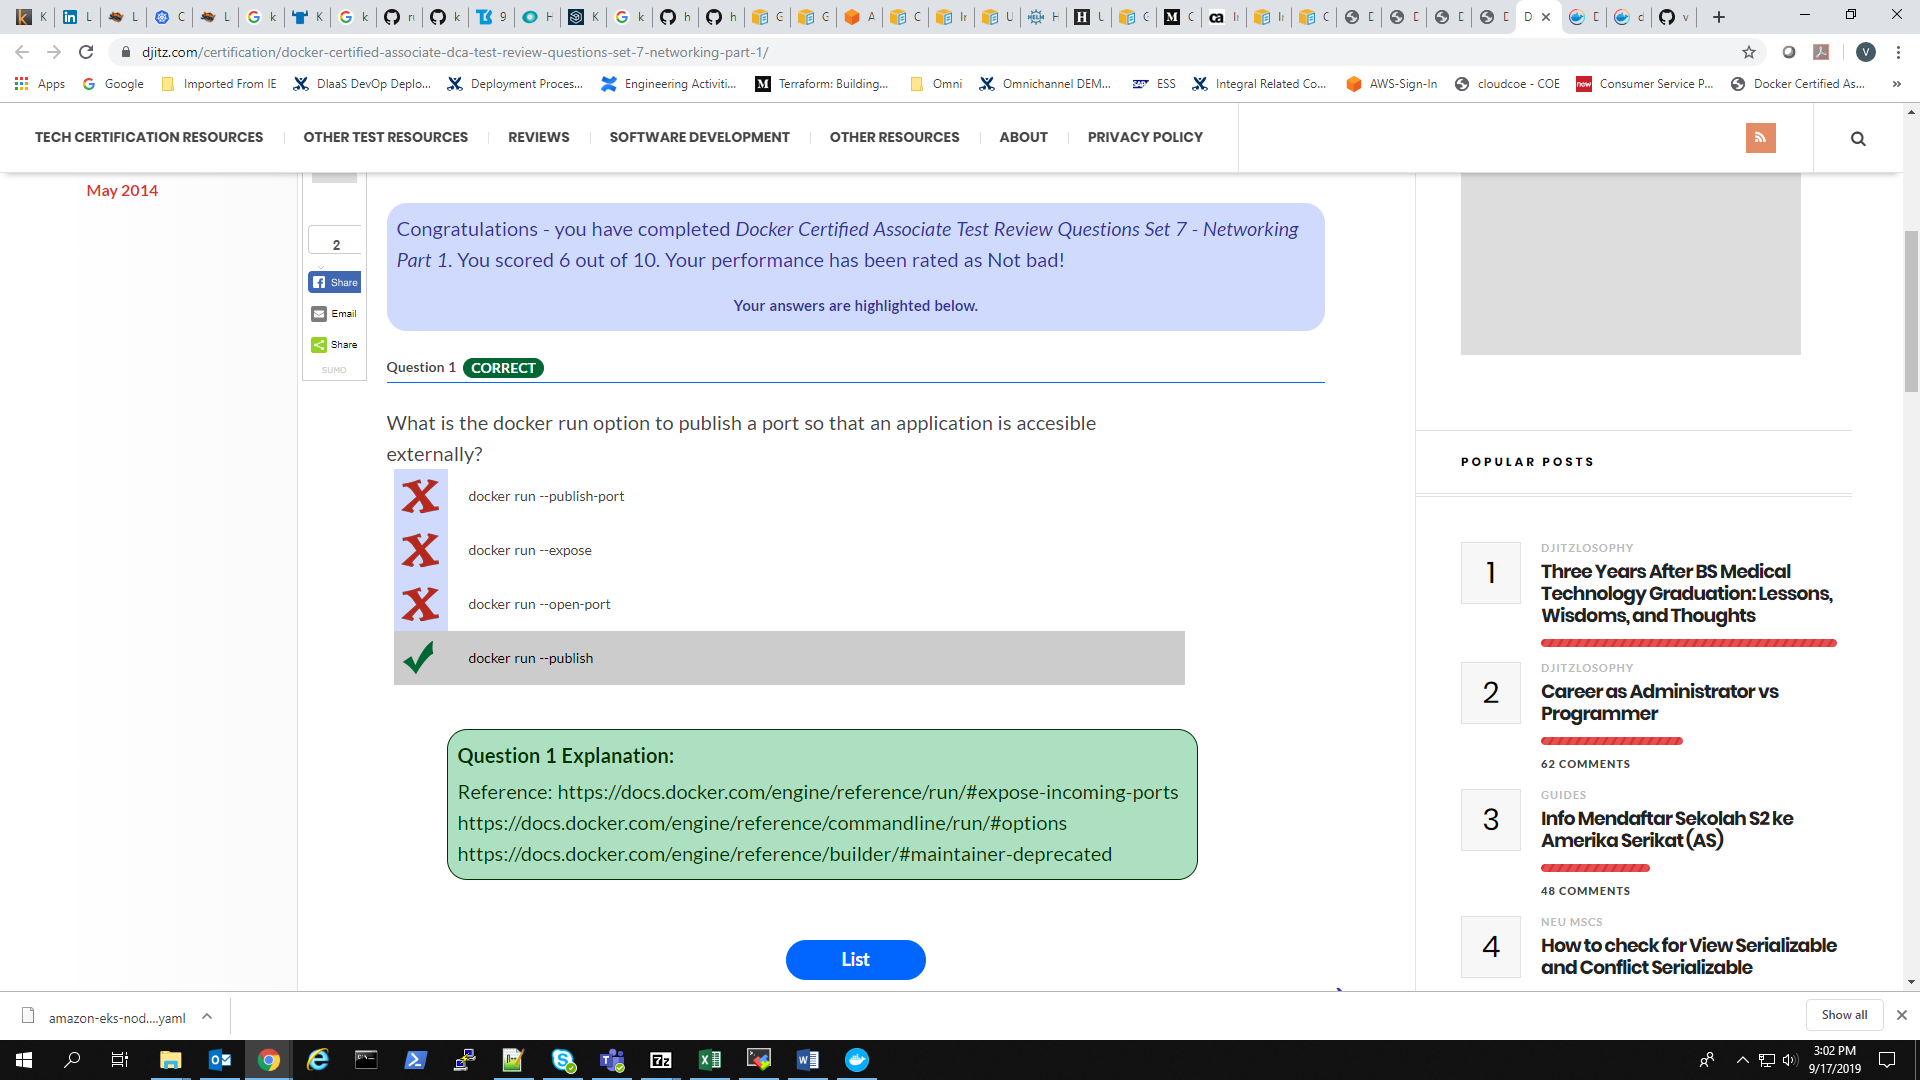 K
L
L
C
L
k
K
k
r
k
9
H
K
k
h
h
G
G
A
C
Ir
U
HELM
H
U
G
M
C
ca
Ir
Ir
C
D
D
D
D
D
D
d
v
djitz.com/certification/docker-certified-associate-dca-test-review-questions-set-7-networking-part-1/
V
Apps
Google
Imported From IE
DIaaS DevOp Deplo...
Deployment Proces...
Engineering Activiti...
Terraform: Building...
Omni
Omnichannel DEM...
ESS
Integral Related Co...
AWS-Sign-In
cloudcoe - COE
now
Consumer Service P...
Docker Certified As...
»
TECH CERTIFICATION RESOURCES
OTHER TEST RESOURCES
REVIEWS
SOFTWARE DEVELOPMENT
OTHER RESOURCES
ABOUT
PRIVACY POLICY
May 2014
2
Share
Email
Share
SUMO
Congratulations - you have completed Docker Certified Associate Test Review Questions Set 7 - Networking
Part 1. You scored 6 out of 10. Your performance has been rated as Not bad!
Your answers are highlighted below.
Question 1 CORRECT
What is the docker run option to publish a port so that an application is accesible
externally?
docker run --publish-port
docker run --expose
docker run --open-port
docker run --publish
Question 1 Explanation:
Reference: https://docs.docker.com/engine/reference/run/#expose-incoming-ports
https://docs.docker.com/engine/reference/commandline/run/#options
https://docs.docker.com/engine/reference/builder/#maintainer-deprecated
List
POPULAR POSTS
1
DJITZLOSOPHY
Three Years After BS Medical
Technology Graduation: Lessons,
Wisdoms, and Thoughts
2
DJITZLOSOPHY
Career as Administrator vs
Programmer
62 COMMENTS
3
GUIDES
Info Mendaftar Sekolah S2 ke
Amerika Serikat (AS)
48 COMMENTS
4
NEU MSCS
How to check for View Serializable
and Conflict Serializable
amazon-eks-nod....yaml
Show all
3:02 PM
9/17/2019